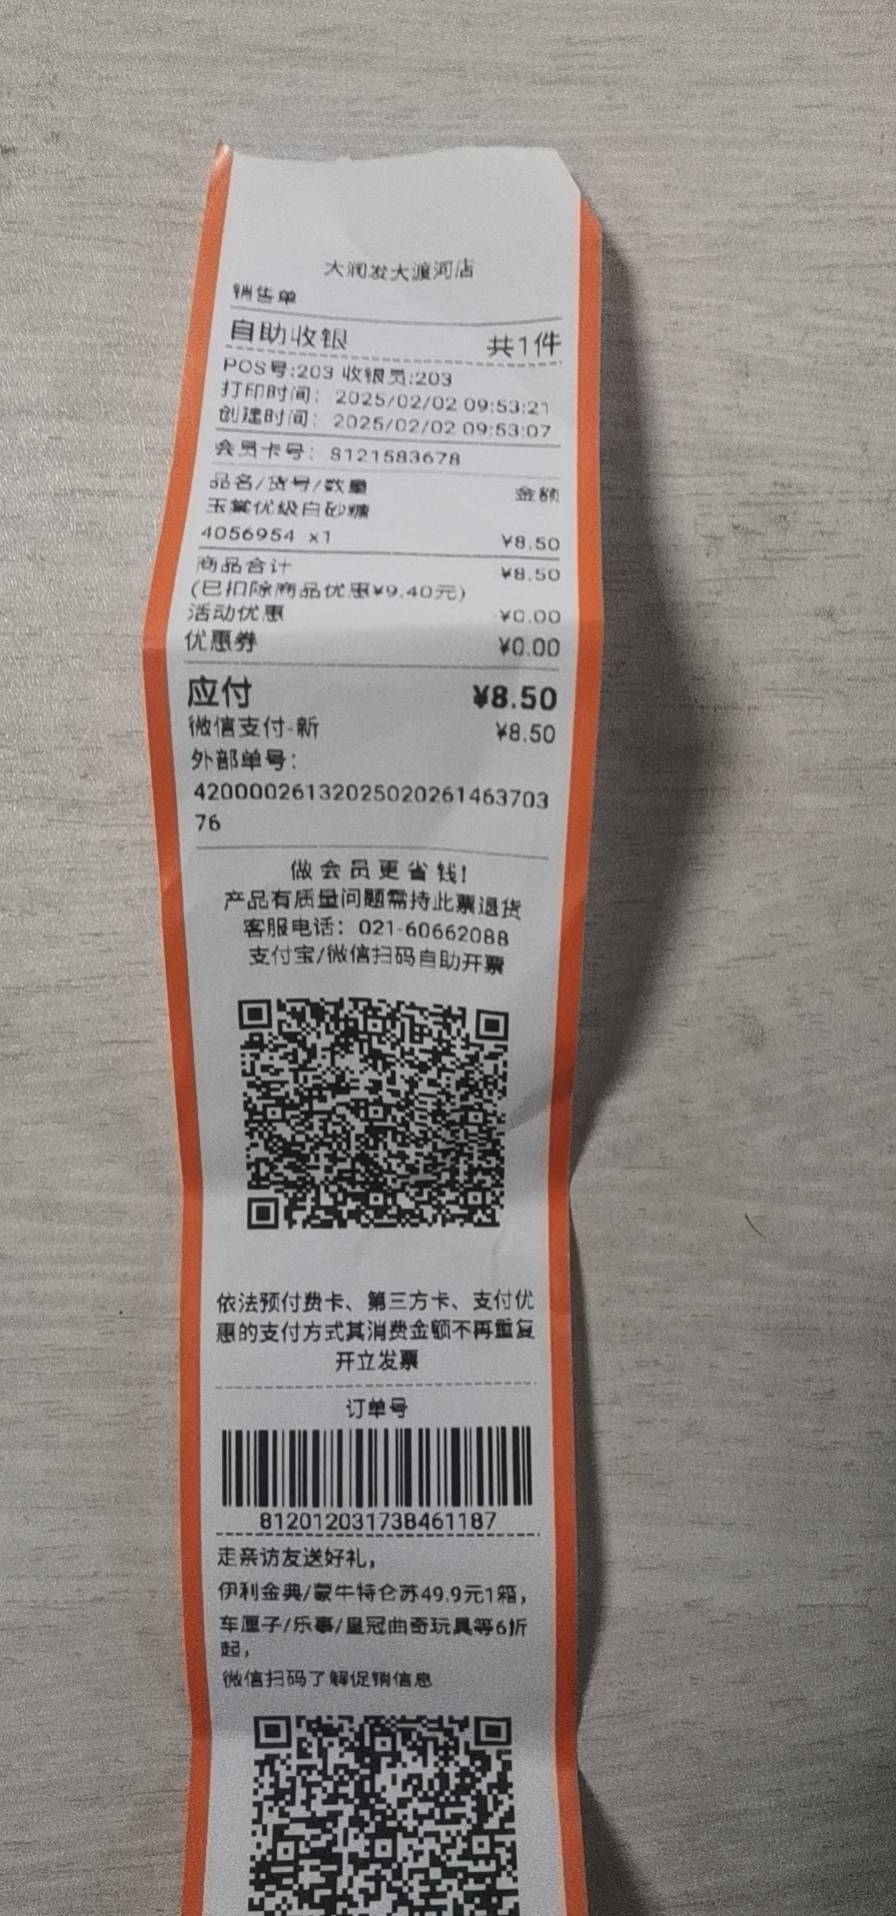 大润发大渡河店
销售单
自助收银 共1件
POS号:203 收银员:203
打印时间： 2025/02/02 09:53:21
创建时间： 2025/02/02 09:53:07
会员卡号： 8121583678
品名/货号/数量 金额
玉棠优级白砂糖
4056954 x1 ¥8.50
商品合计 ¥8.50
(已扣除商品优惠¥9.40元)
活动优惠 -¥0.00
优惠券 ¥0.00
应付 ¥8.50
微信支付-新 ¥8.50
外部单号：
42000026132025020261463703
76
做会员更省钱!
产品有质量问题需持此票退货
客服电话： 021-60662088
支付宝/微信扫码自助开票
依法预付费卡、第三方卡、支付优
惠的支付方式其消费金额不再重复
开立发票
订单号
812012031738461187
走亲访友送好礼，
伊利金典/蒙牛特仑苏49.9元1箱，
车厘子/乐事/皇冠曲奇玩具等6折
起，
微信扫码了解促销信息